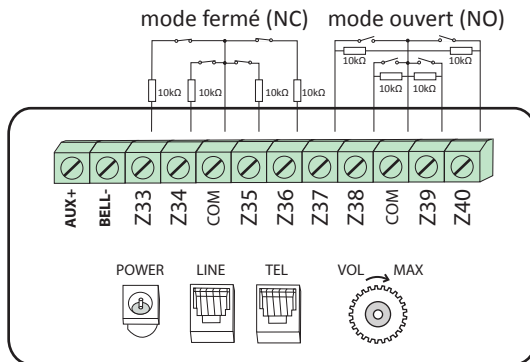 mode fermé (NC)
mode ouvert (NO)
10kΩ 10kΩ
10kΩ 10kΩ 10kΩ 10kΩ 10kΩ 10kΩ
AUX+
BELL-
Z33
Z34
COM
Z35
Z36
Z37
Z38
COM
Z39
Z40
POWER
LINE
TEL
VOL MAX